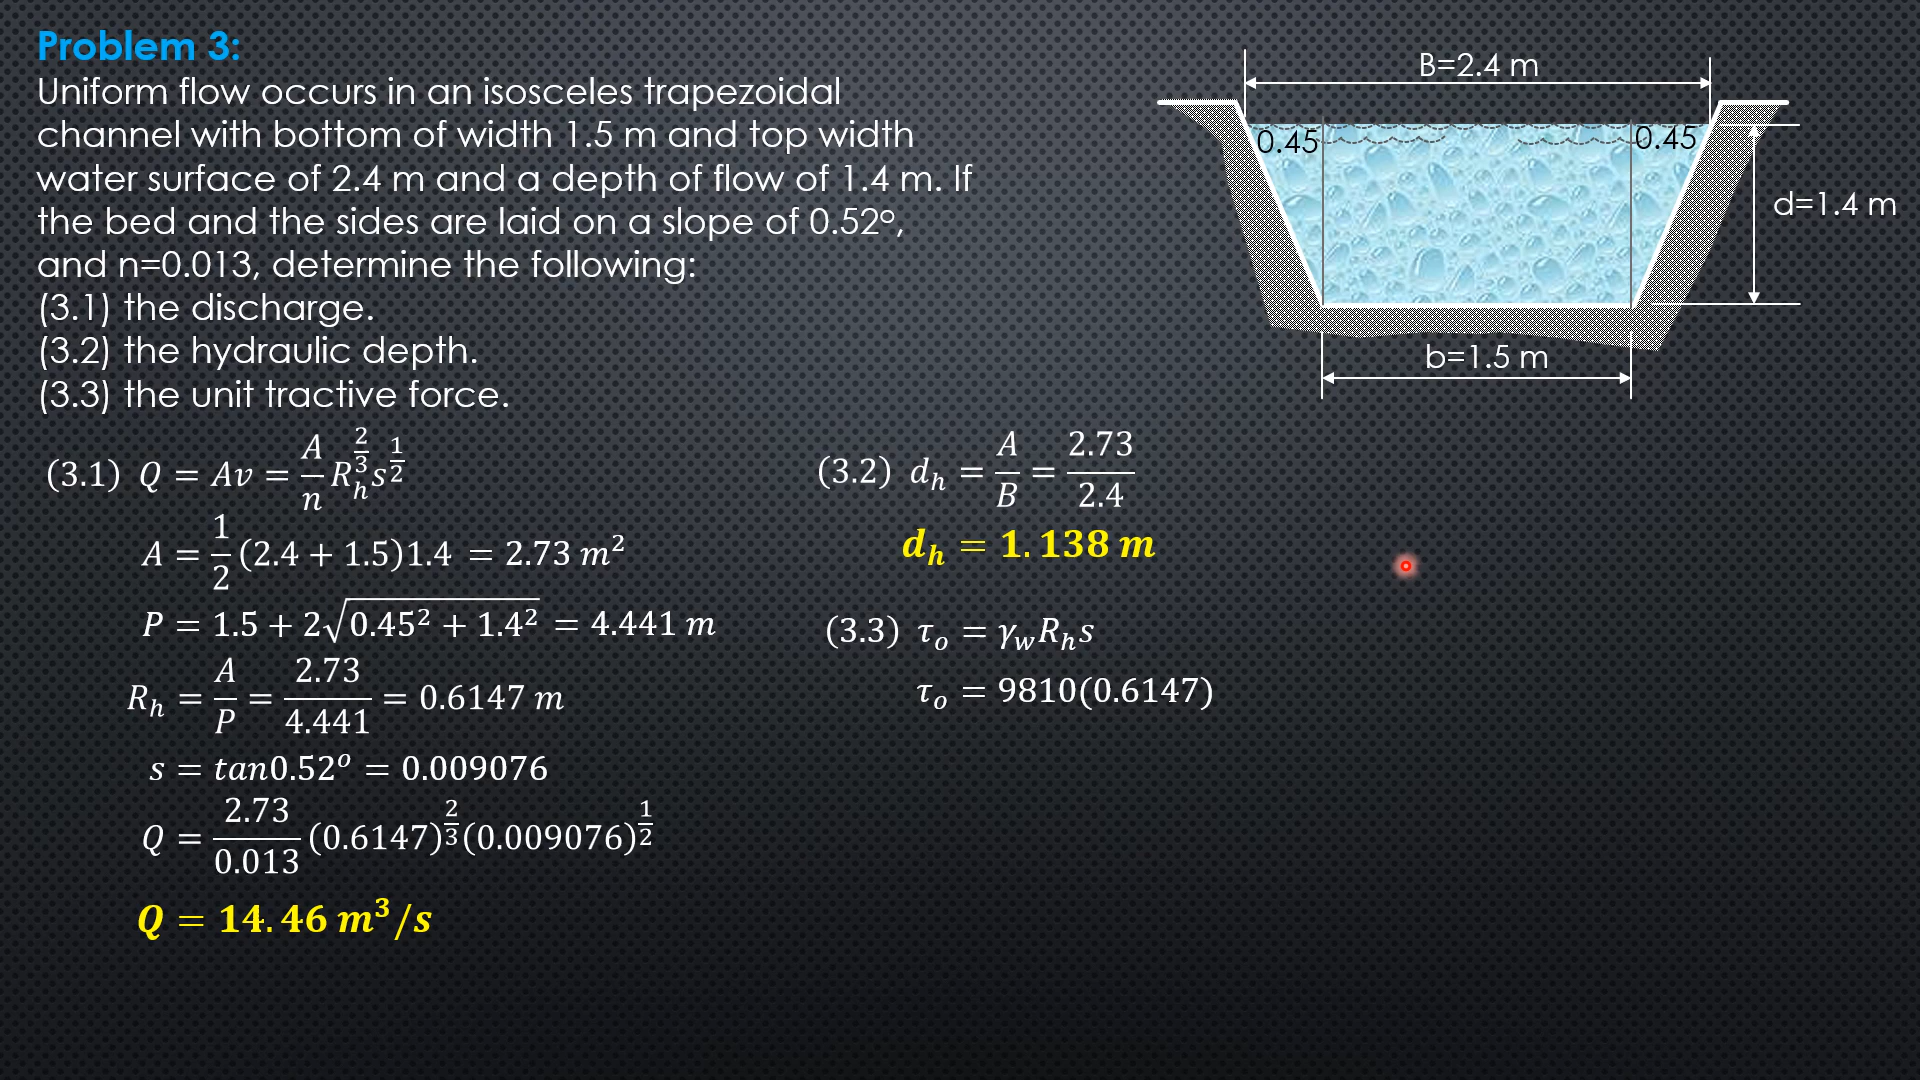 Problem 3:
Uniform flow occurs in an isosceles trapezoidal
channel with bottom of width 1.5 m and top width
water surface of 2.4 m and a depth of flow of 1.4 m. If
the bed and the sides are laid on a slope of 0.52°,
and n=0.013, determine the following:
(3.1) the discharge.
(3.2) the hydraulic depth.
(3.3) the unit tractive force.
B=2.4 m
0.45
0.45
d=1.4 m
b=1.5 m
(3.1) Q = Av = A/n R_h^(2/3) s^(1/2)
A = 1/2 (2.4 + 1.5)1.4 = 2.73 m²
P = 1.5 + 2√(0.45² + 1.4²) = 4.441 m
R_h = A/P = 2.73/4.441 = 0.6147 m
s = tan0.52° = 0.009076
Q = 2.73/0.013 (0.6147)^(2/3) (0.009076)^(1/2)
Q = 14.46 m³/s
(3.2) d_h = A/B = 2.73/2.4
d_h = 1.138 m
(3.3) τ_o = γ_w R_h s
τ_o = 9810(0.6147)